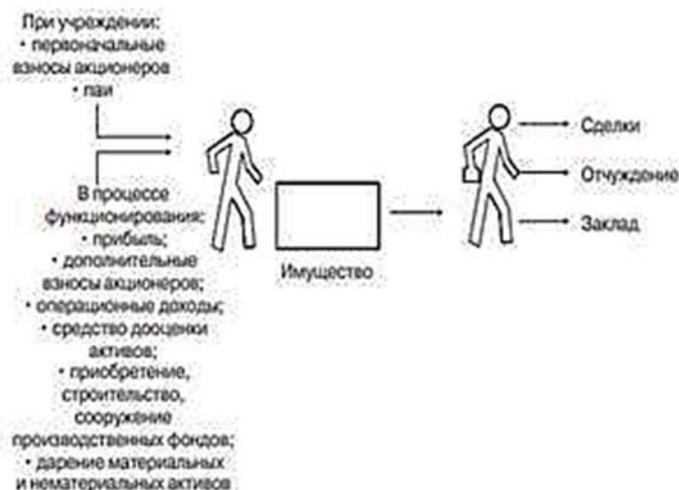 При учреждении:
• первоначальные
взносы акционеров
• паи
В процессе
функционирования:
• прибыль;
• дополнительные
взносы акционеров;
• операционные доходы;
• средство дооценки
активов;
• приобретение,
строительство,
сооружение
производственных фондов;
• дарение материальных
и нематериальных активов
Имущество
Сделки
Отчуждение
Заклад